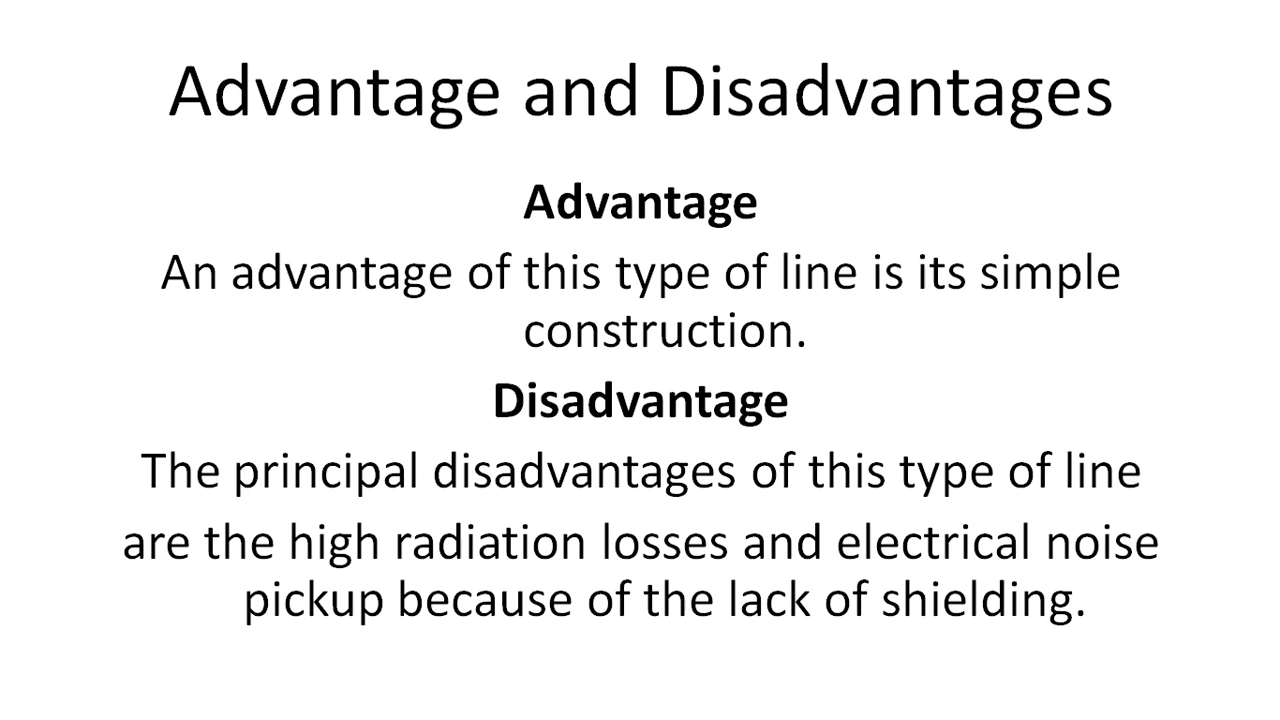 Advantage and Disadvantages
Advantage
An advantage of this type of line is its simple
construction.
Disadvantage
The principal disadvantages of this type of line
are the high radiation losses and electrical noise
pickup because of the lack of shielding.